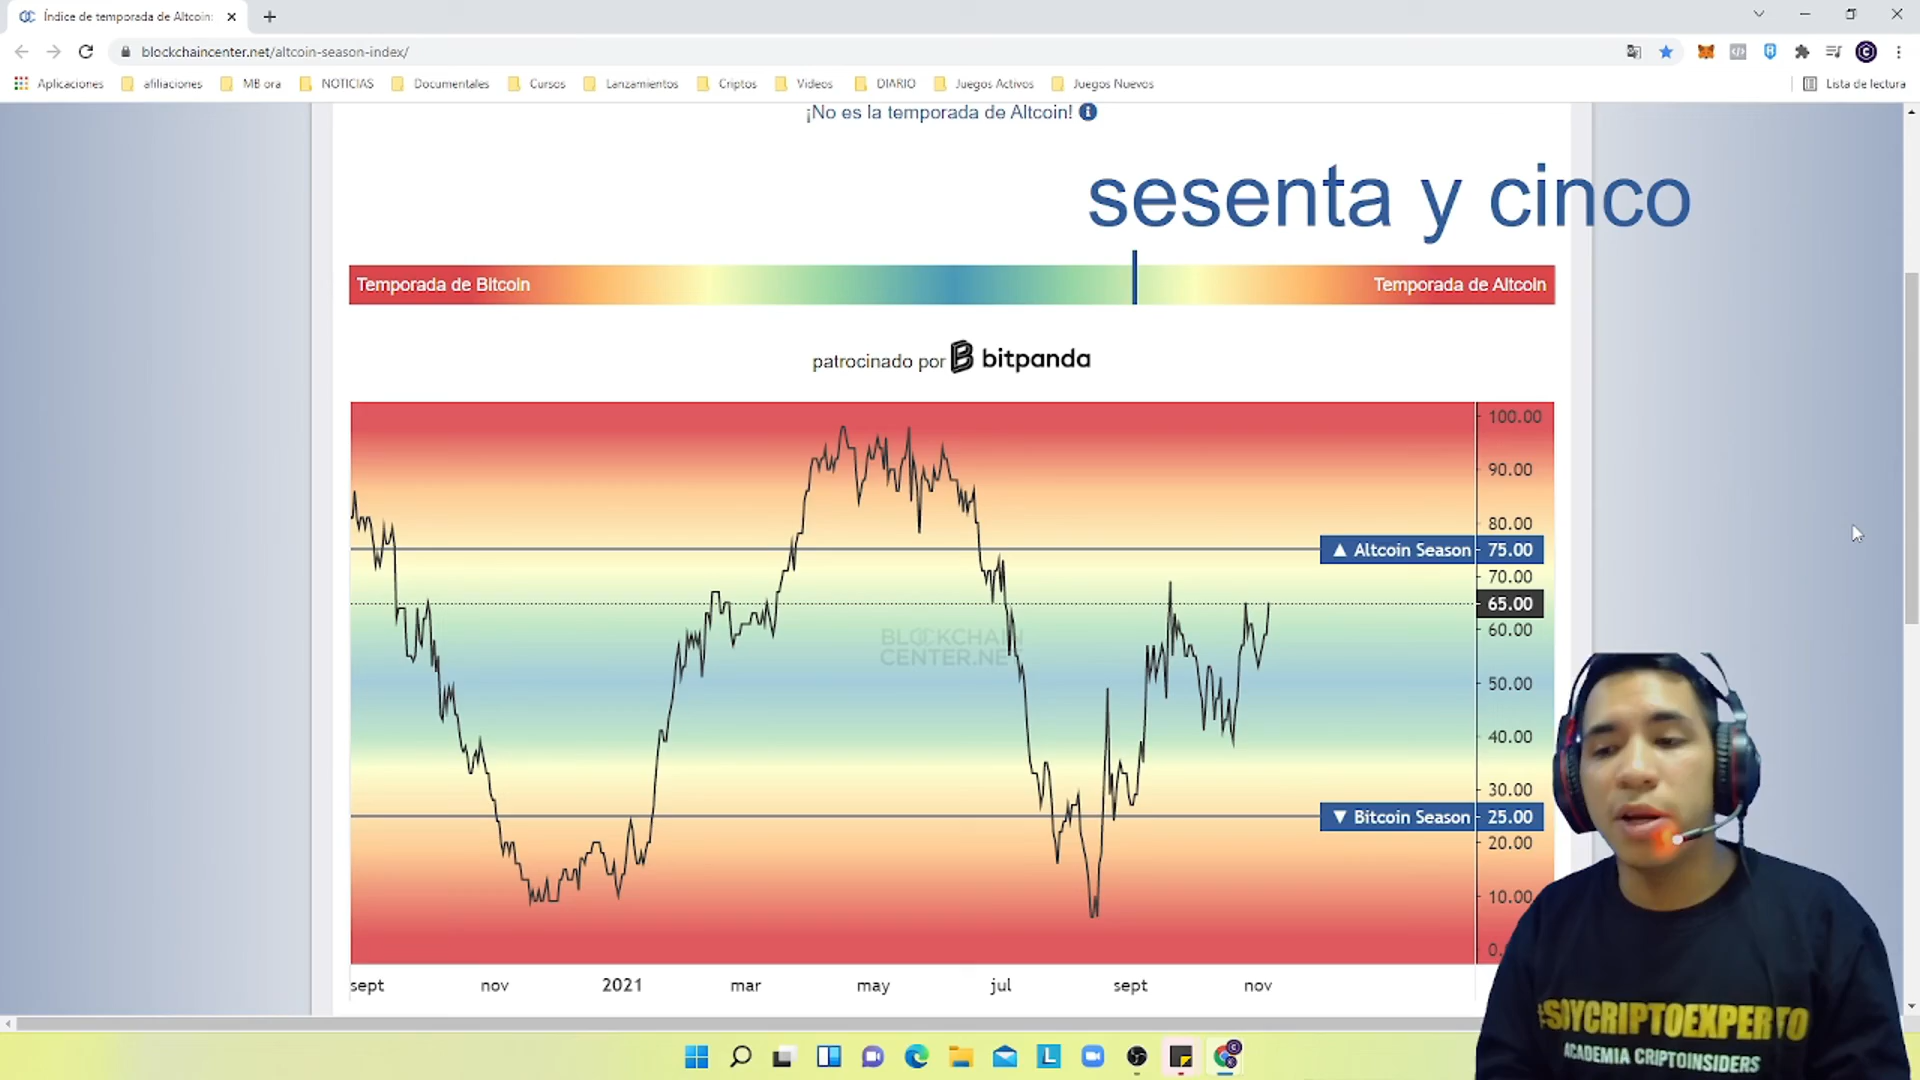 Índice de temporada de Altcoin:
blockchaincenter.net/altcoin-season-index/
Aplicaciones
afiliaciones
MB ora
NOTICIAS
Documentales
Cursos
Lanzamientos
Criptos
Videos
DIARIO
Juegos Activos
Juegos Nuevos
Lista de lectura
¡No es la temporada de Altcoin!
sesenta y cinco
Temporada de Bitcoin
Temporada de Altcoin
patrocinado por bitpanda
100.00
90.00
80.00
▲ Altcoin Season 75.00
70.00
65.00
60.00
BLOCKCHAIN
CENTER.NET
50.00
40.00
30.00
▼ Bitcoin Season 25.00
20.00
10.00
sept
nov
2021
mar
may
jul
sept
nov
#SOYCRIPTOEXPERTO
ACADEMIA CRIPTOINSIDERS